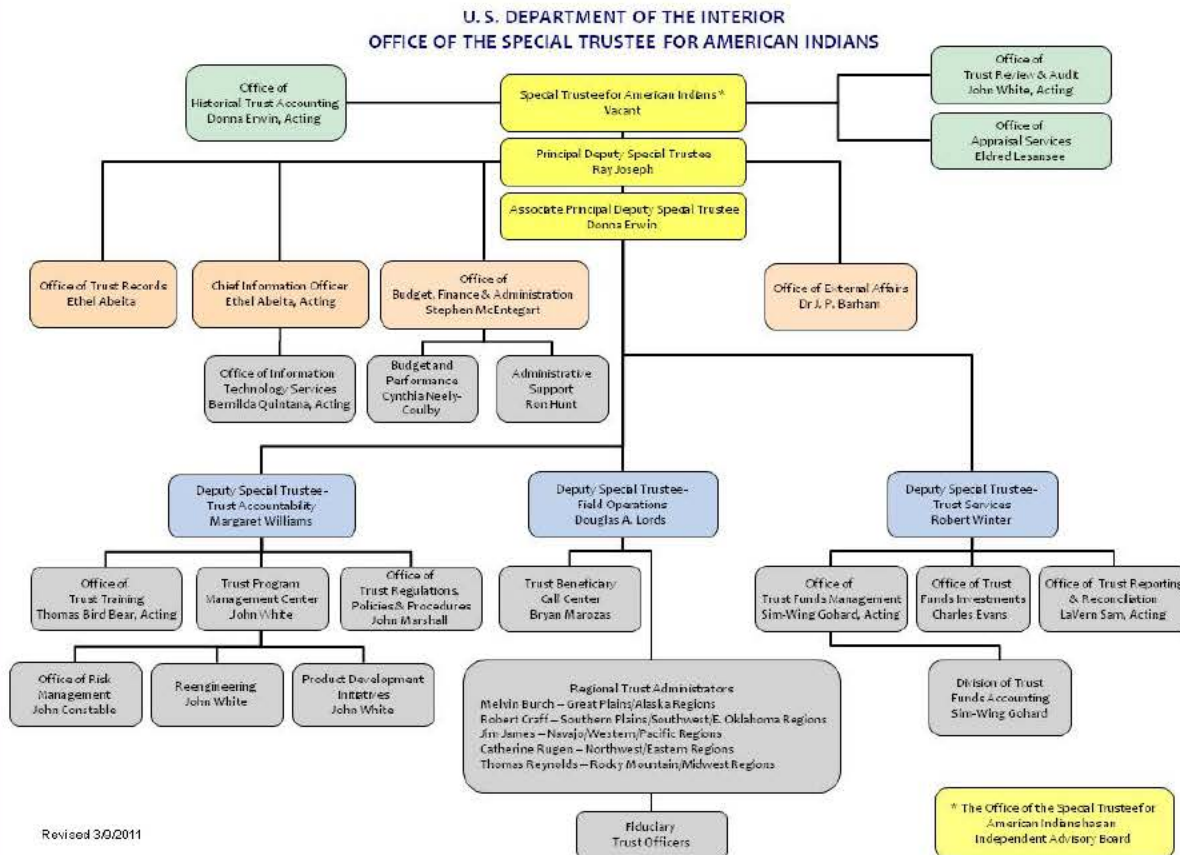 U. S. DEPARTMENT OF THE INTERIOR
OFFICE OF THE SPECIAL TRUSTEE FOR AMERICAN INDIANS
Office of
Historical Trust Accounting
Donna Erwin, Acting
Special Trustee for American Indians *
Vacant
Office of
Trust Review & Audit
John White, Acting
Office of
Appraisal Services
Eldred Lesansee
Principal Deputy Special Trustee
Ray Joseph
Associate Principal Deputy Special Trustee
Donna Erwin
Office of Trust Records
Ethel Abeita
Chief Information Officer
Ethel Abeita, Acting
Office of
Budget, Finance & Administration
Stephen McEntegart
Office of External Affairs
Dr J. P. Barham
Office of Information
Technology Services
Bernilda Quintana, Acting
Budget and
Performance
Cynthia Neely-
Coulby
Administrative
Support
Ron Hunt
Deputy Special Trustee-
Trust Accountability
Margaret Williams
Deputy Special Trustee-
Field Operations
Douglas A. Lords
Deputy Special Trustee-
Trust Services
Robert Winter
Office of
Trust Training
Thomas Bird Bear, Acting
Trust Program
Management Center
John White
Office of
Trust Regulations,
Policies & Procedures
John Marshall
Trust Beneficiary
Call Center
Bryan Marozas
Office of
Trust Funds Management
Sim-Wing Gohard, Acting
Office of Trust
Funds Investments
Charles Evans
Office of Trust Reporting
& Reconciliation
LaVern Sam, Acting
Office of Risk
Management
John Constable
Reengineering
John White
Product Development
Initiatives
John White
Regional Trust Administrators
Melvin Burch – Great Plains/Alaska Regions
Robert Craff – Southern Plains/Southwest/E. Oklahoma Regions
Jim James – Navajo/Western/Pacific Regions
Catherine Rugen – Northwest/Eastern Regions
Thomas Reynolds – Rocky Mountain/Midwest Regions
Division of Trust
Funds Accounting
Sim-Wing Gohard
Fiduciary
Trust Officers
* The Office of the Special Trustee for
American Indians has an
Independent Advisory Board
Revised 3/9/2011